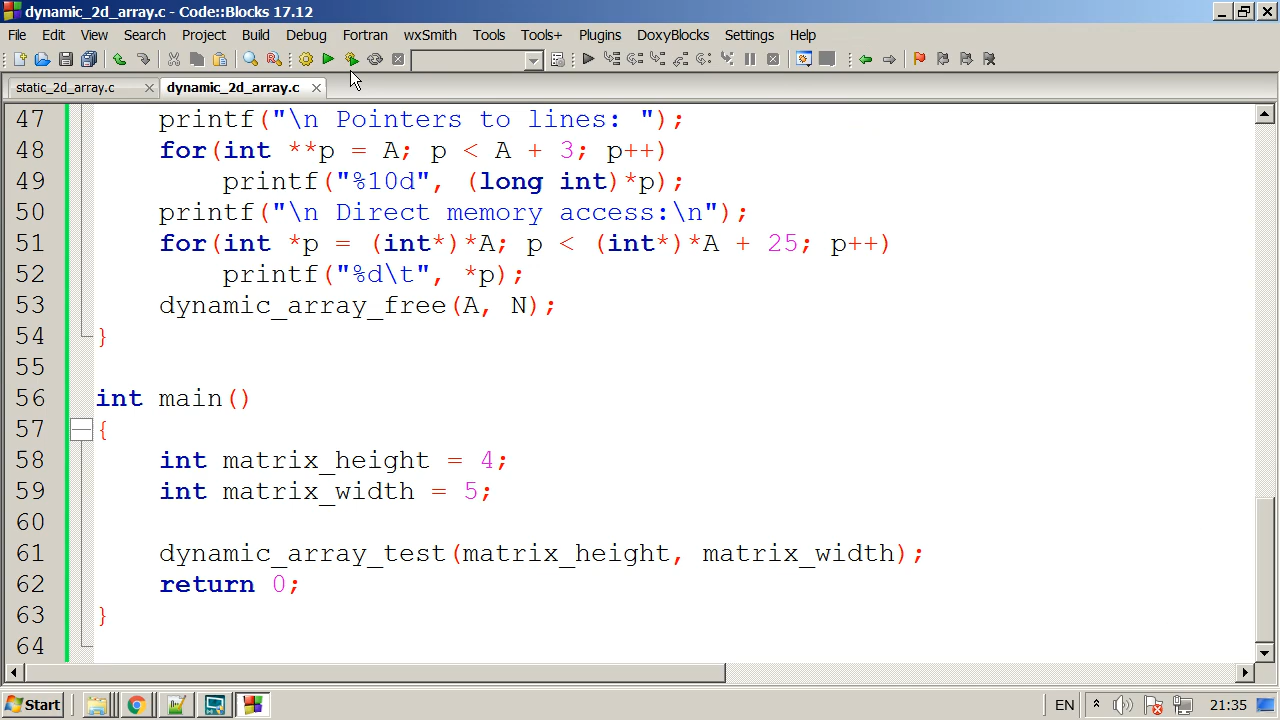 dynamic_2d_array.c - Code::Blocks 17.12
File Edit View Search Project Build Debug Fortran wxSmith Tools Tools+ Plugins DoxyBlocks Settings Help
static_2d_array.c dynamic_2d_array.c
47 printf("\n Pointers to lines: ");
48 for(int **p = A; p < A + 3; p++)
49 printf("%10d", (long int)*p);
50 printf("\n Direct memory access:\n");
51 for(int *p = (int*)*A; p < (int*)*A + 25; p++)
52 printf("%d\t", *p);
53 dynamic_array_free(A, N);
54 }
55
56 int main()
57 {
58 int matrix_height = 4;
59 int matrix_width = 5;
60
61 dynamic_array_test(matrix_height, matrix_width);
62 return 0;
63 }
64
Start EN 21:35